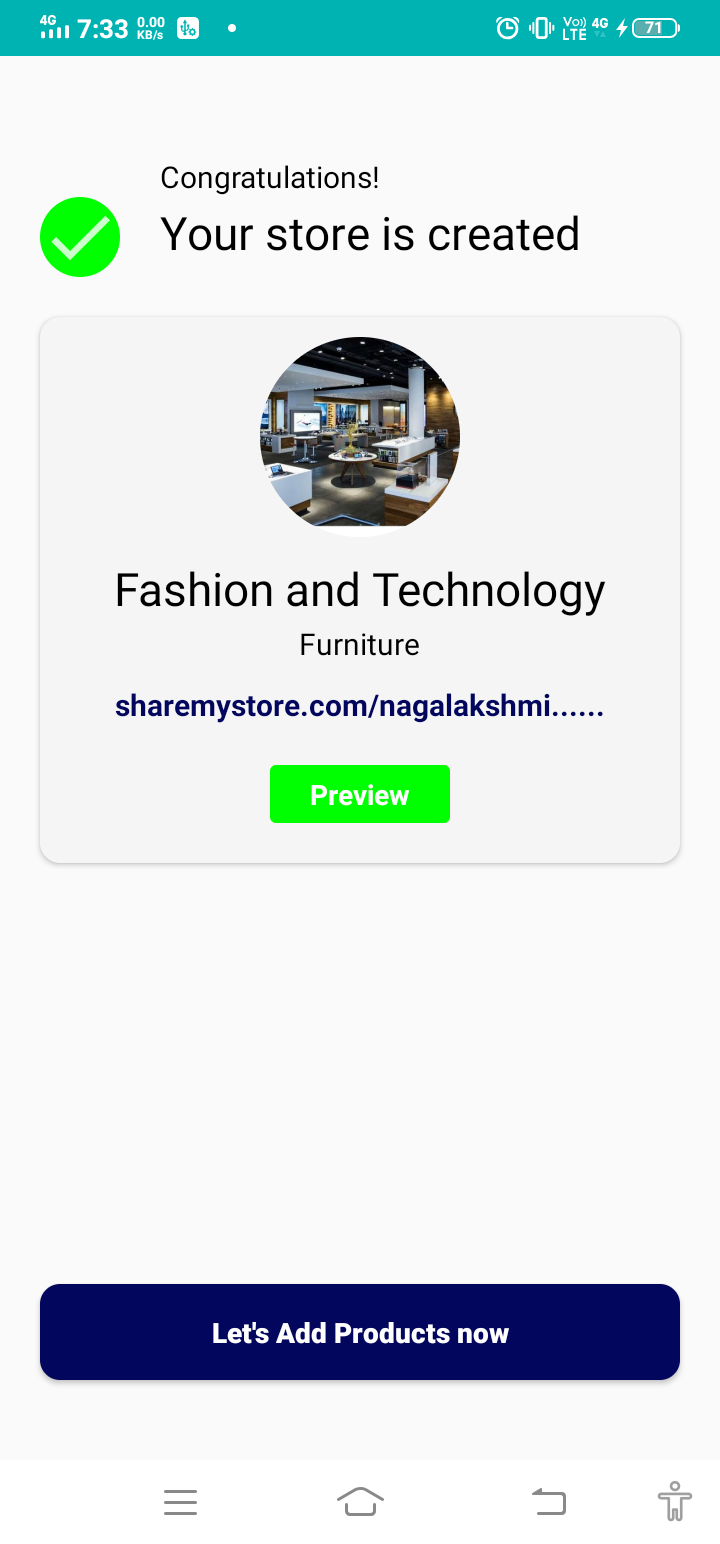 4G 7:33 0.00 KB/s Vo)) LTE 4G 71
Congratulations!
Your store is created
Fashion and Technology
Furniture
sharemystore.com/nagalakshmi......
Preview
Let's Add Products now